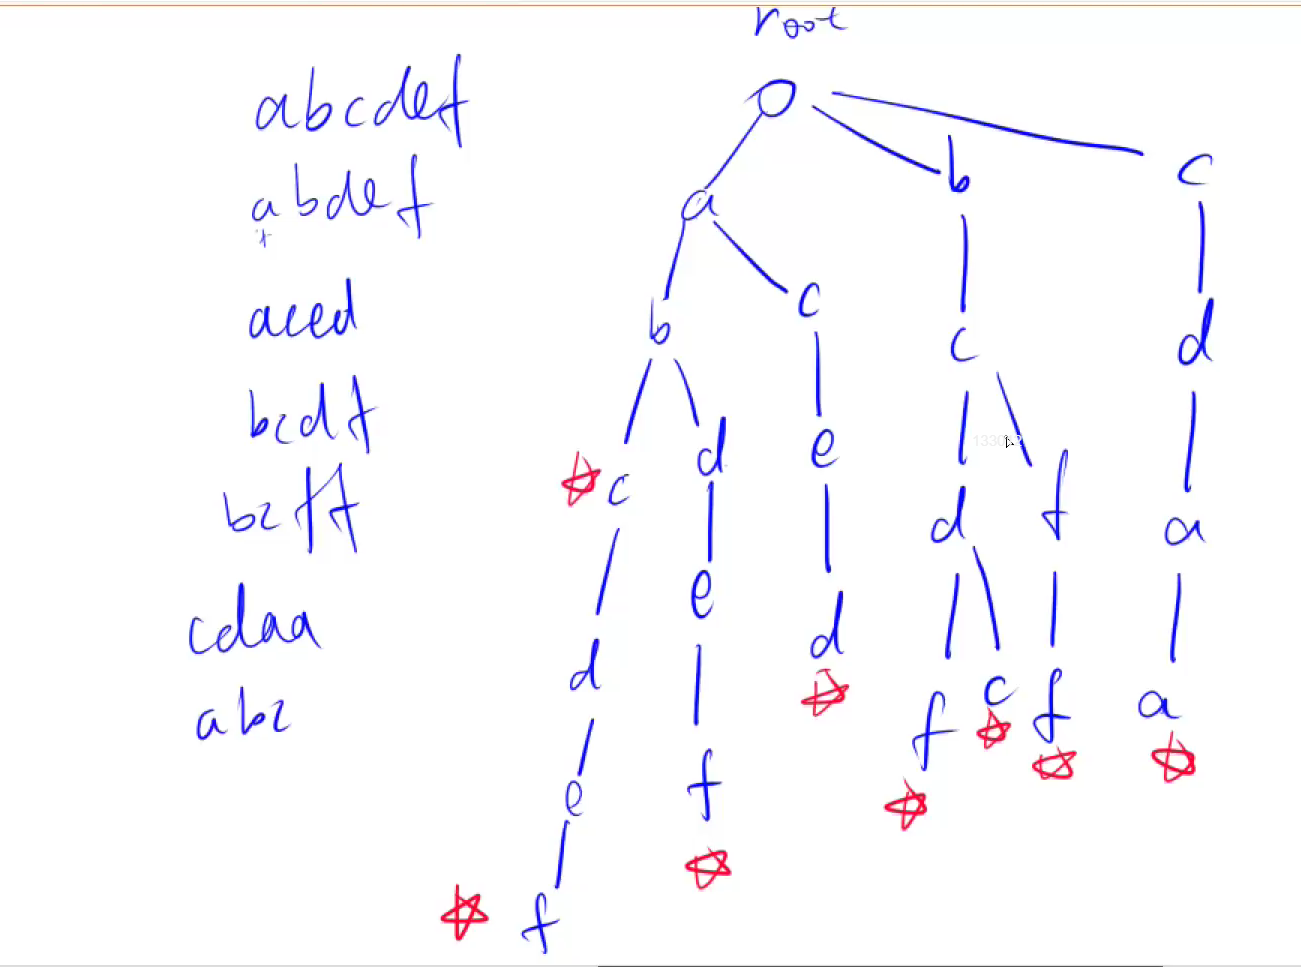 root
abcdef
abdef
aced
bcdf
bcff
cdaa
abc
a b c
b c c
d
c d e d f a
d e d
f c f a
e f
f